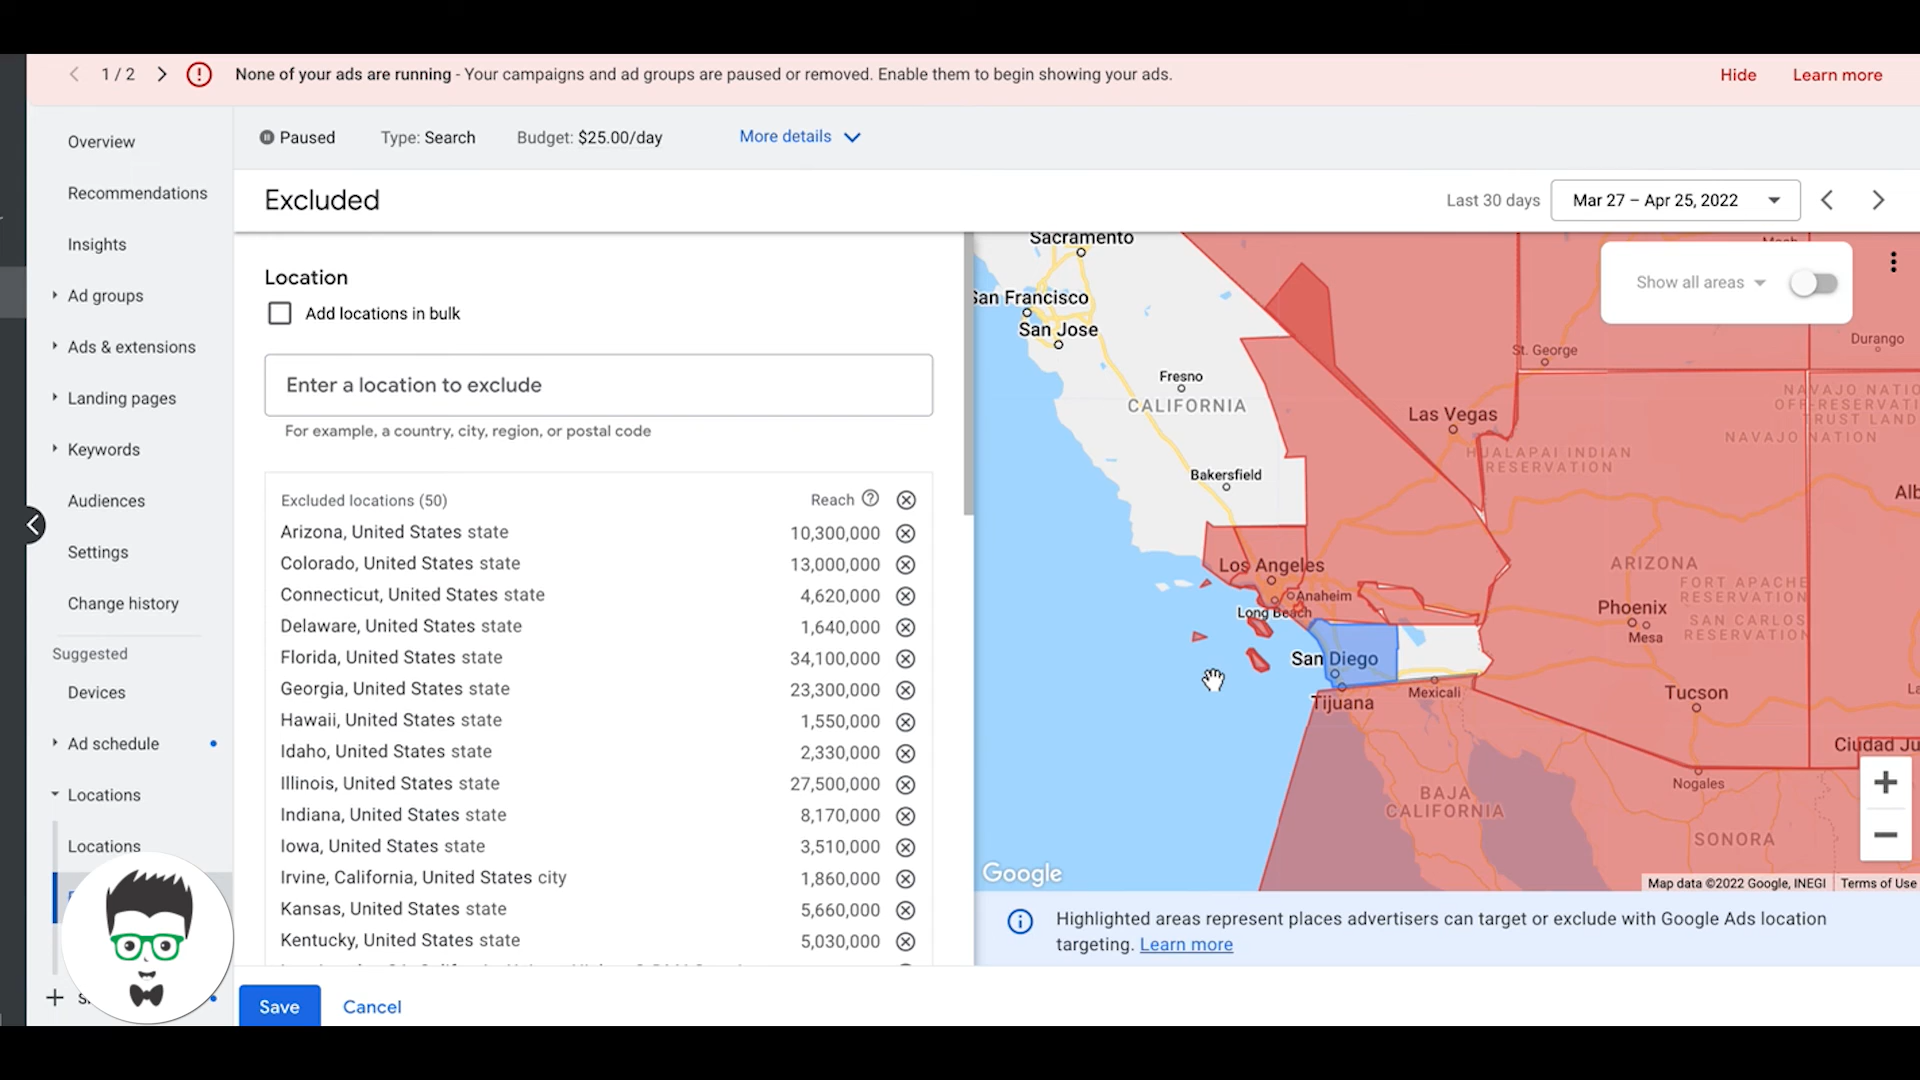 1 / 2
None of your ads are running - Your campaigns and ad groups are paused or removed. Enable them to begin showing your ads.
Hide
Learn more
Overview
Recommendations
Insights
Ad groups
Ads & extensions
Landing pages
Keywords
Audiences
Settings
Change history
Suggested
Devices
Ad schedule
Locations
Locations
Paused
Type: Search
Budget: $25.00/day
More details
Excluded
Last 30 days
Mar 27 – Apr 25, 2022
Location
Add locations in bulk
Enter a location to exclude
For example, a country, city, region, or postal code
Excluded locations (50)
Reach
Arizona, United States state 10,300,000
Colorado, United States state 13,000,000
Connecticut, United States state 4,620,000
Delaware, United States state 1,640,000
Florida, United States state 34,100,000
Georgia, United States state 23,300,000
Hawaii, United States state 1,550,000
Idaho, United States state 2,330,000
Illinois, United States state 27,500,000
Indiana, United States state 8,170,000
Iowa, United States state 3,510,000
Irvine, California, United States city 1,860,000
Kansas, United States state 5,660,000
Kentucky, United States state 5,030,000
Save
Cancel
Show all areas
Sacramento
San Francisco
San Jose
Fresno
CALIFORNIA
Bakersfield
Los Angeles
Anaheim
Long Beach
San Diego
Tijuana
Mexicali
Las Vegas
St. George
Durango
NAVAJO NATIO
OFF-RESERVATI
TRUST LAND
NAVAJO NATION
HUALAPAI INDIAN
RESERVATION
Alb
ARIZONA
FORT APACHE
RESERVATION
Phoenix
Mesa
SAN CARLOS
RESERVATION
Tucson
La
Ciudad Ju
Nogales
BAJA
CALIFORNIA
SONORA
Google
Map data ©2022 Google, INEGI
Terms of Use
Highlighted areas represent places advertisers can target or exclude with Google Ads location
targeting. Learn more